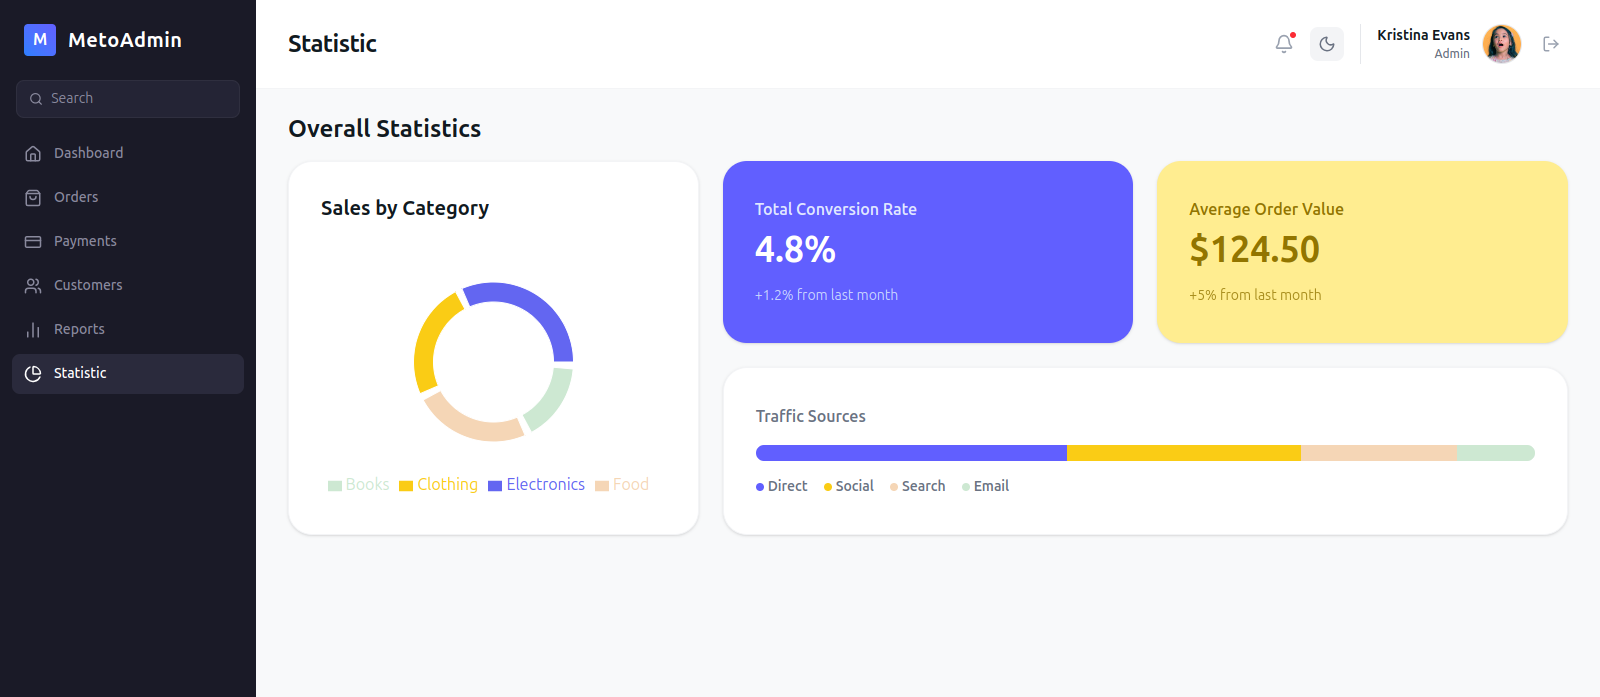 M MetoAdmin
Search
Dashboard
Orders
Payments
Customers
Reports
Statistic
Statistic
Kristina Evans
Admin
Overall Statistics
Sales by Category
Books Clothing Electronics Food
Total Conversion Rate
4.8%
+1.2% from last month
Average Order Value
$124.50
+5% from last month
Traffic Sources
Direct Social Search Email